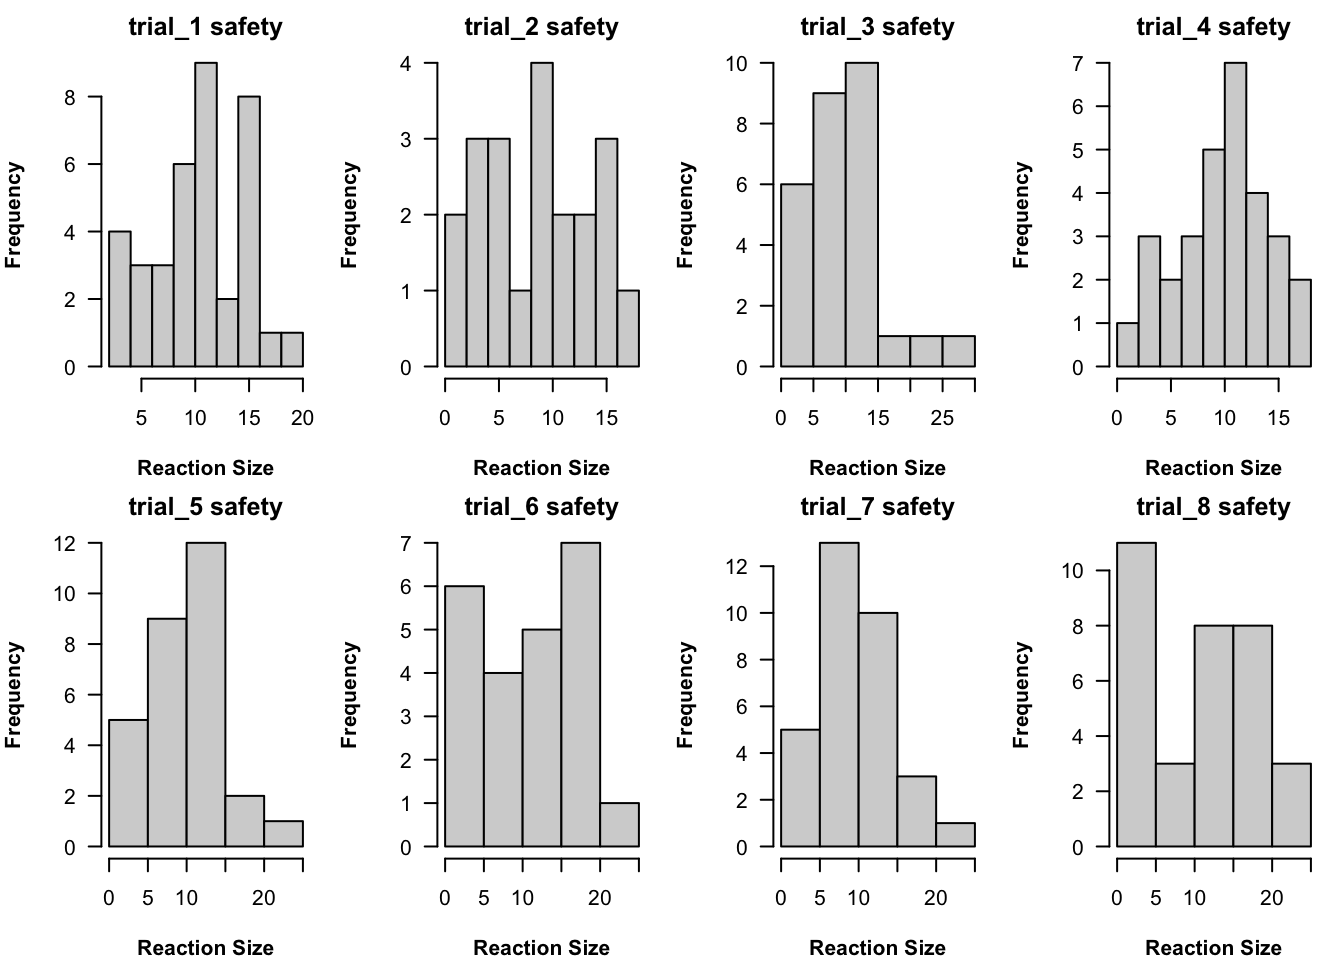 trial_1 safety
Frequency
0 2 4 6 8
5 10 15 20
Reaction Size
trial_2 safety
Frequency
0 1 2 3 4
0 5 10 15
Reaction Size
trial_3 safety
Frequency
0 2 4 6 8 10
0 5 15 25
Reaction Size
trial_4 safety
Frequency
0 1 2 3 4 5 6 7
0 5 10 15
Reaction Size
trial_5 safety
Frequency
0 2 4 6 8 10 12
0 5 10 20
Reaction Size
trial_6 safety
Frequency
0 1 2 3 4 5 6 7
0 5 10 20
Reaction Size
trial_7 safety
Frequency
0 2 4 6 8 10 12
0 5 10 20
Reaction Size
trial_8 safety
Frequency
0 2 4 6 8 10
0 5 10 20
Reaction Size